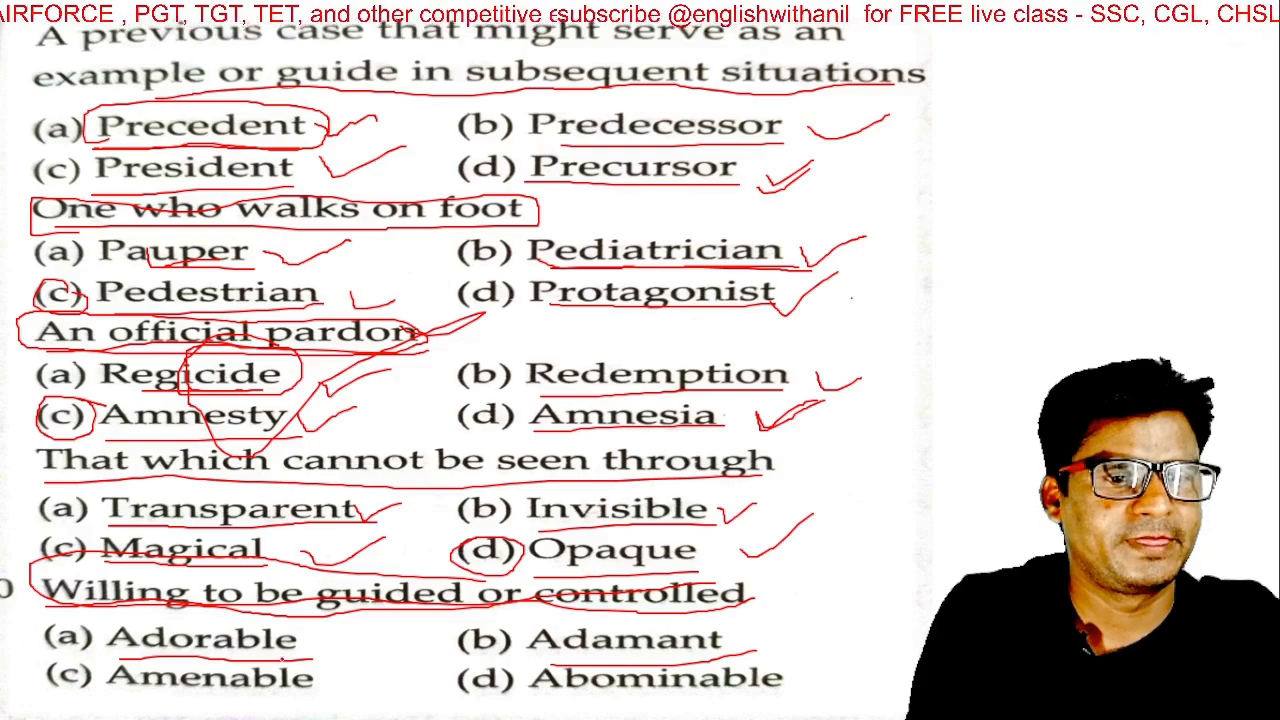 AIRFORCE , PGT, TGT, TET, and other competitive subscribe @englishwithanil for FREE live class - SSC, CGL, CHSL
A previous case that might serve as an
example or guide in subsequent situations
(a) Precedent (b) Predecessor
(c) President (d) Precursor
One who walks on foot
(a) Pauper (b) Pediatrician
(c) Pedestrian (d) Protagonist
An official pardon
(a) Regicide (b) Redemption
(c) Amnesty (d) Amnesia
That which cannot be seen through
(a) Transparent (b) Invisible
(c) Magical (d) Opaque
0 Willing to be guided or controlled
(a) Adorable (b) Adamant
(c) Amenable (d) Abominable